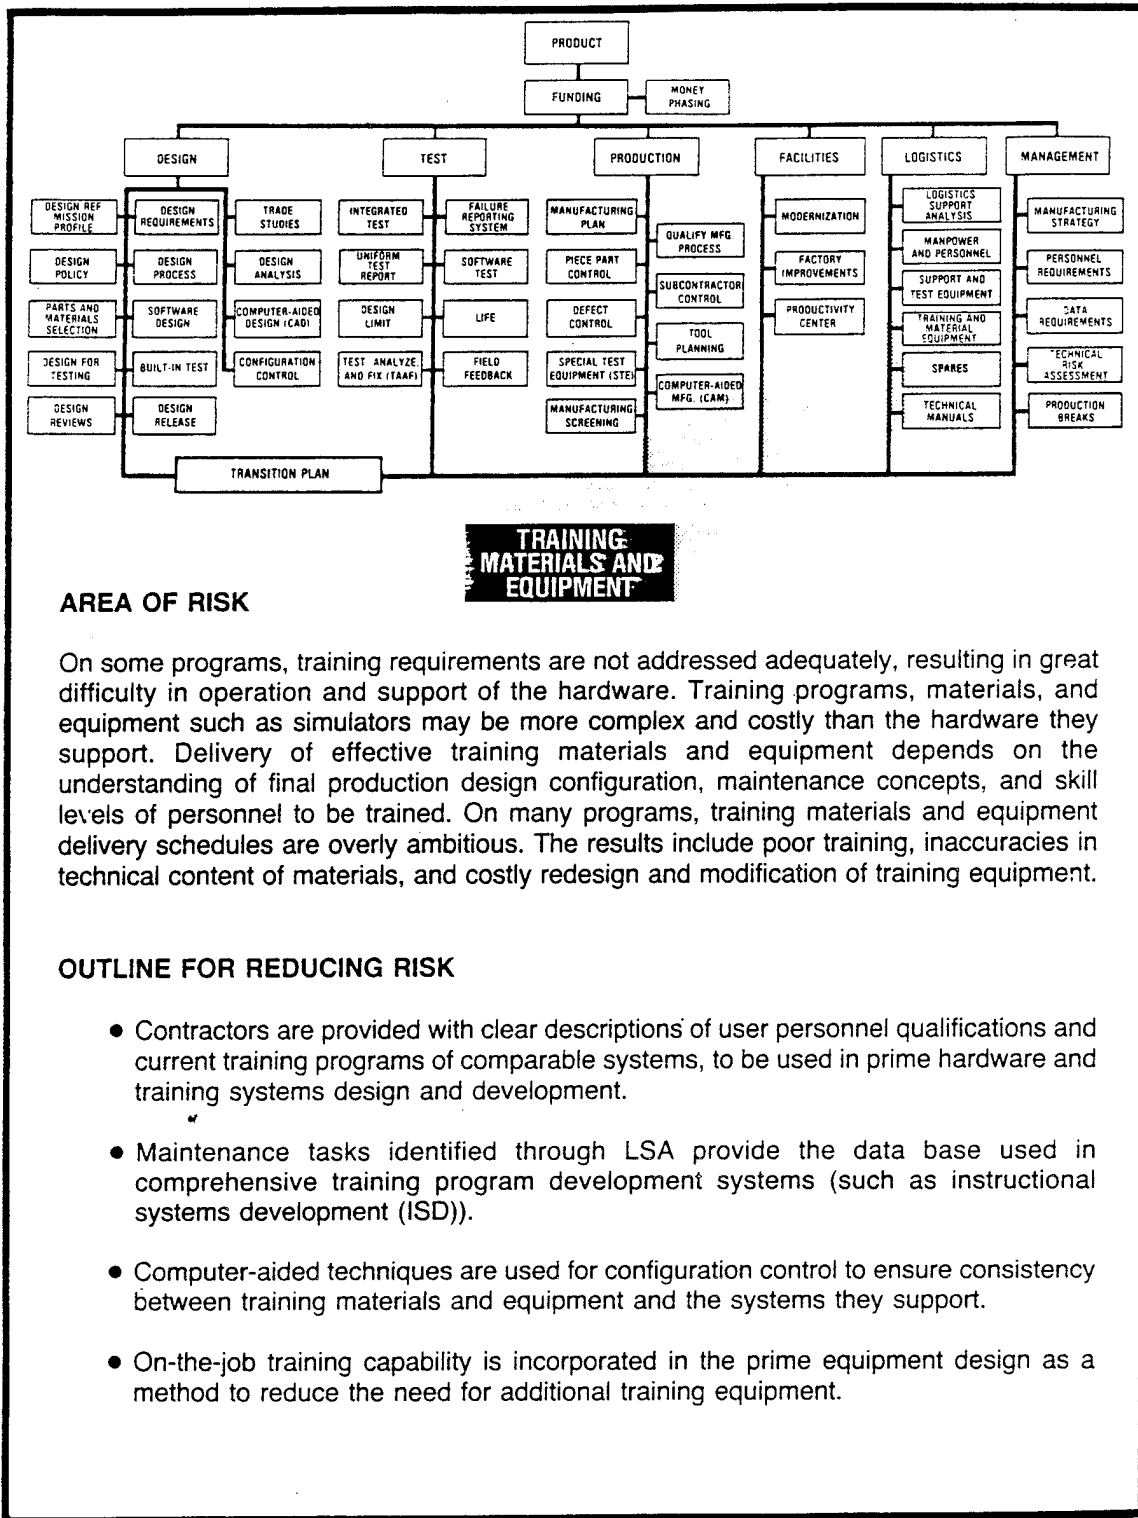 PRODUCT
FUNDING
MONEY
PHASING
DESIGN
TEST
PRODUCTION
FACILITIES
LOGISTICS
MANAGEMENT
DESIGN REF
MISSION
PROFILE
DESIGN
POLICY
PARTS AND
MATERIALS
SELECTION
DESIGN FOR
TESTING
DESIGN
REVIEWS
DESIGN
REQUIREMENTS
DESIGN
PROCESS
SOFTWARE
DESIGN
BUILT-IN TEST
DESIGN
RELEASE
TRADE
STUDIES
DESIGN
ANALYSIS
COMPUTER-AIDED
DESIGN (CAD)
CONFIGURATION
CONTROL
INTEGRATED
TEST
UNIFORM
TEST
REPORT
DESIGN
LIMIT
TEST ANALYZE,
AND FIX (TAAF)
FAILURE
REPORTING
SYSTEM
SOFTWARE
TEST
LIFE
FIELD
FEEDBACK
MANUFACTURING
PLAN
PIECE PART
CONTROL
DEFECT
CONTROL
SPECIAL TEST
EQUIPMENT (STE)
MANUFACTURING
SCREENING
QUALIFY MFG.
PROCESS
SUBCONTRACTOR
CONTROL
TOOL
PLANNING
COMPUTER-AIDED
MFG. (CAM)
MODERNIZATION
FACTORY
IMPROVEMENTS
PRODUCTIVITY
CENTER
LOGISTICS
SUPPORT
ANALYSIS
MANPOWER
AND PERSONNEL
SUPPORT AND
TEST EQUIPMENT
TRAINING AND
MATERIAL
EQUIPMENT
SPARES
TECHNICAL
MANUALS
MANUFACTURING
STRATEGY
PERSONNEL
REQUIREMENTS
DATA
REQUIREMENTS
TECHNICAL
RISK
ASSESSMENT
PRODUCTION
BREAKS
TRANSITION PLAN
TRAINING
MATERIALS AND
EQUIPMENT
AREA OF RISK
On some programs, training requirements are not addressed adequately, resulting in great
difficulty in operation and support of the hardware. Training programs, materials, and
equipment such as simulators may be more complex and costly than the hardware they
support. Delivery of effective training materials and equipment depends on the
understanding of final production design configuration, maintenance concepts, and skill
levels of personnel to be trained. On many programs, training materials and equipment
delivery schedules are overly ambitious. The results include poor training, inaccuracies in
technical content of materials, and costly redesign and modification of training equipment.
OUTLINE FOR REDUCING RISK
● Contractors are provided with clear descriptions of user personnel qualifications and
current training programs of comparable systems, to be used in prime hardware and
training systems design and development.
● Maintenance tasks identified through LSA provide the data base used in
comprehensive training program development systems (such as instructional
systems development (ISD)).
● Computer-aided techniques are used for configuration control to ensure consistency
between training materials and equipment and the systems they support.
● On-the-job training capability is incorporated in the prime equipment design as a
method to reduce the need for additional training equipment.